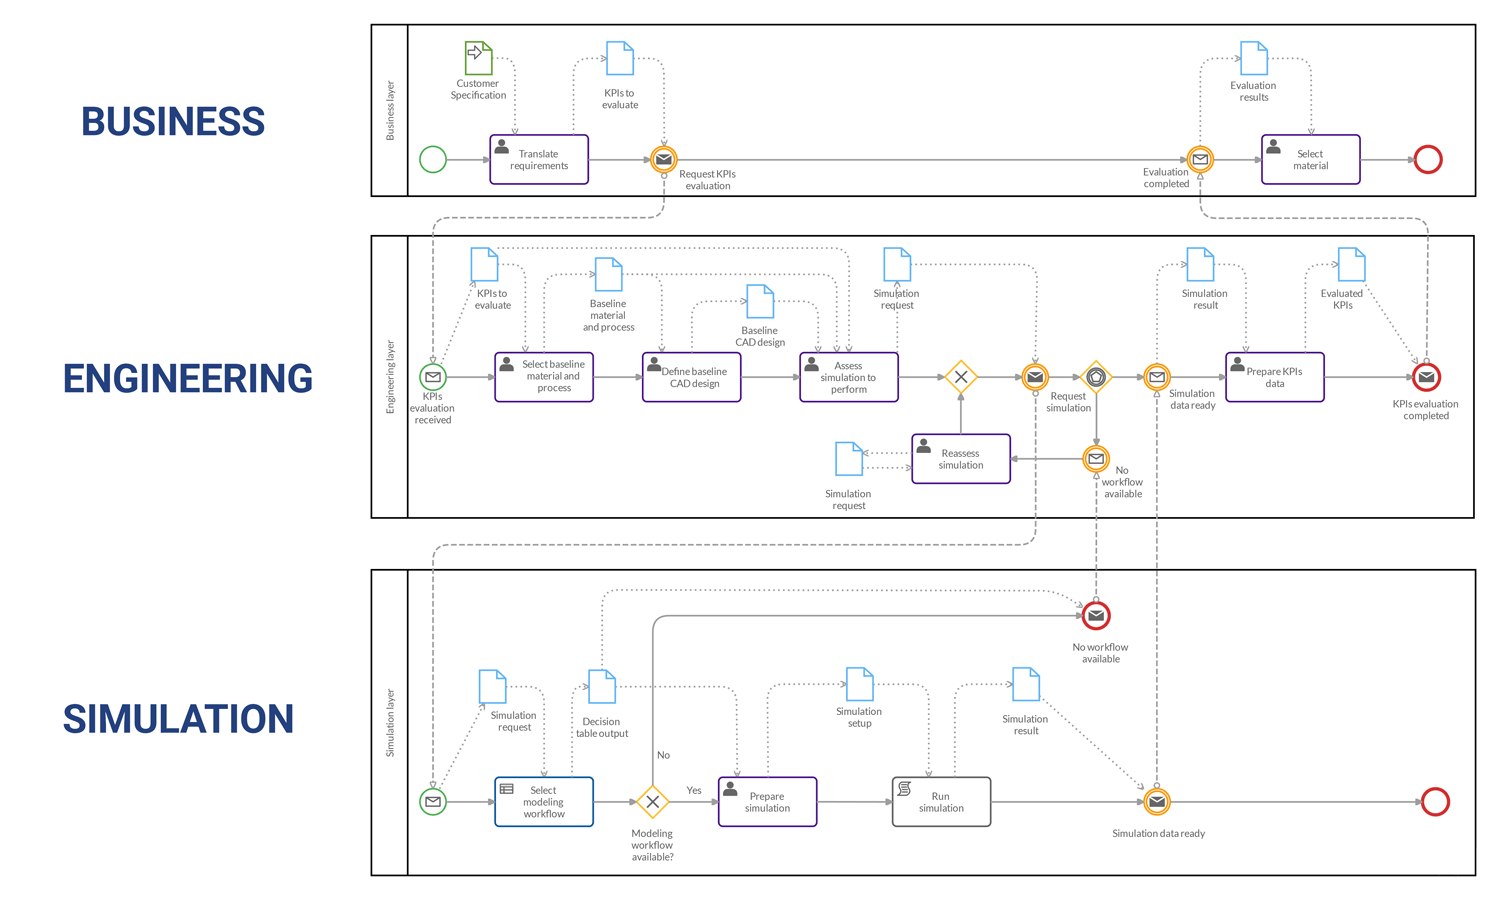 BUSINESS
Business layer
Customer
Specification
KPIs to
evaluate
Translate
requirements
Request KPIs
evaluation
Evaluation
results
Evaluation
completed
Select
material
ENGINEERING
Engineering layer
KPIs to
evaluate
Baseline
material
and process
Baseline
CAD design
Simulation
request
Simulation
result
Evaluated
KPIs
KPIs
evaluation
received
Select baseline
material and
process
Define baseline
CAD design
Assess
simulation to
perform
Request
simulation
Simulation
data ready
Prepare KPIs
data
KPIs evaluation
completed
Simulation
request
Reassess
simulation
No
workflow
available
SIMULATION
Simulation layer
No workflow
available
Simulation
request
Decision
table output
Simulation
setup
Simulation
result
No
Select
modeling
workflow
Yes
Modeling
workflow
available?
Prepare
simulation
Run
simulation
Simulation data ready